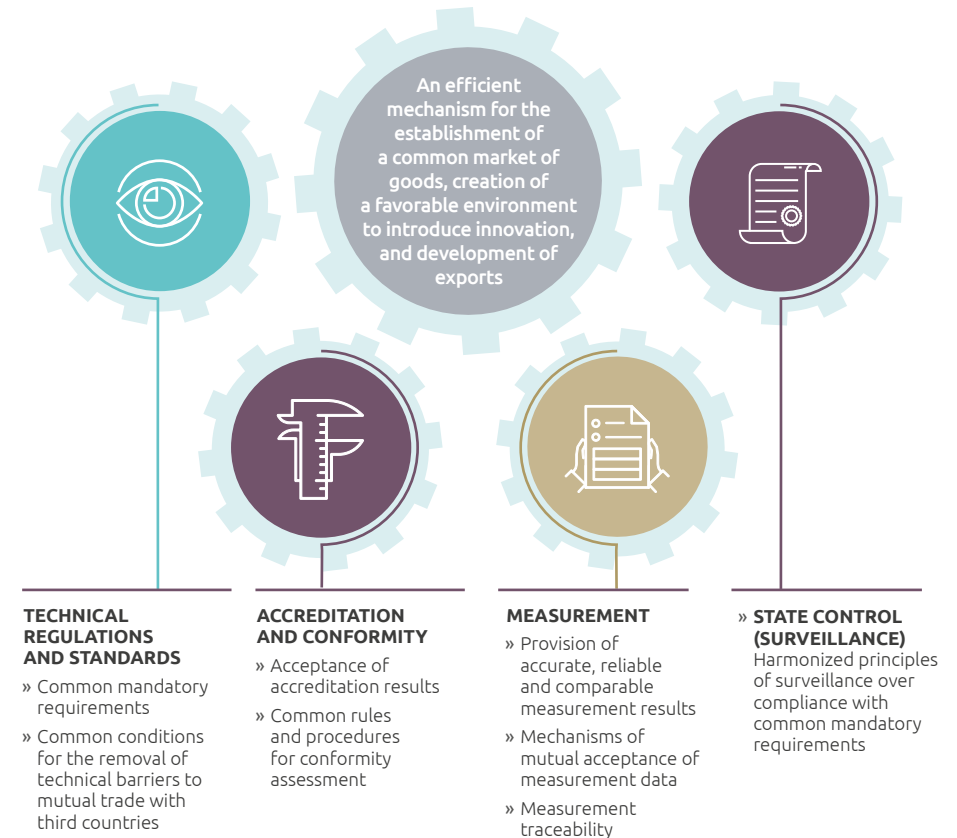 An efficient
mechanism for the
establishment of
a common market of
goods, creation of
a favorable environment
to introduce innovation,
and development of
exports
TECHNICAL
REGULATIONS
AND STANDARDS
» Common mandatory
requirements
» Common conditions
for the removal of
technical barriers to
mutual trade with
third countries
ACCREDITATION
AND CONFORMITY
» Acceptance of
accreditation results
» Common rules
and procedures
for conformity
assessment
MEASUREMENT
» Provision of
accurate, reliable
and comparable
measurement results
» Mechanisms of
mutual acceptance of
measurement data
» Measurement
traceability
» STATE CONTROL
(SURVEILLANCE)
Harmonized principles
of surveillance over
compliance with
common mandatory
requirements